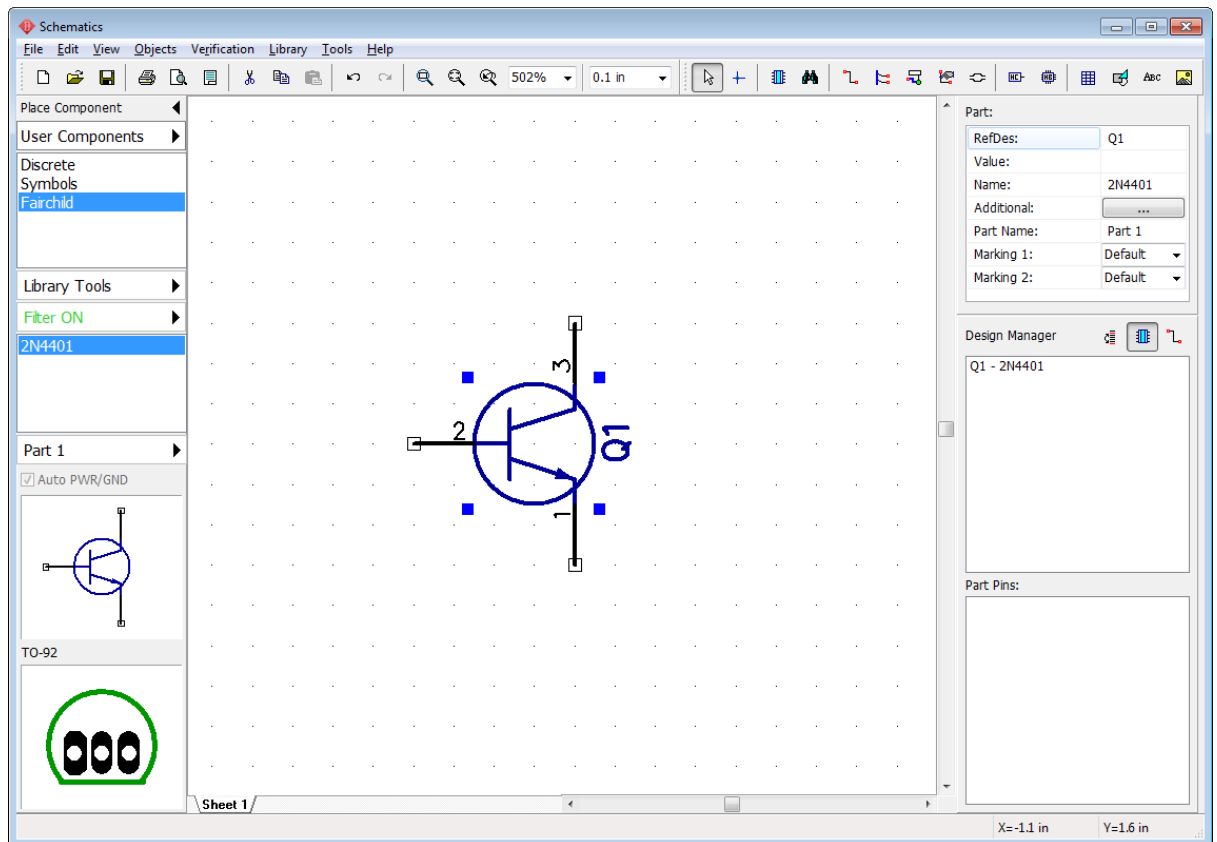 Schematics
File Edit View Objects Verification Library Tools Help
502% 0.1 in ABC
Place Component
User Components
Discrete
Symbols
Fairchild
Library Tools
Filter ON
2N4401
Part 1
Auto PWR/GND
TO-92
3
2
Q1
1
Sheet 1
Part:
RefDes: Q1
Value:
Name: 2N4401
Additional: ...
Part Name: Part 1
Marking 1: Default
Marking 2: Default
Design Manager
Q1 - 2N4401
Part Pins:
X=-1.1 in Y=1.6 in